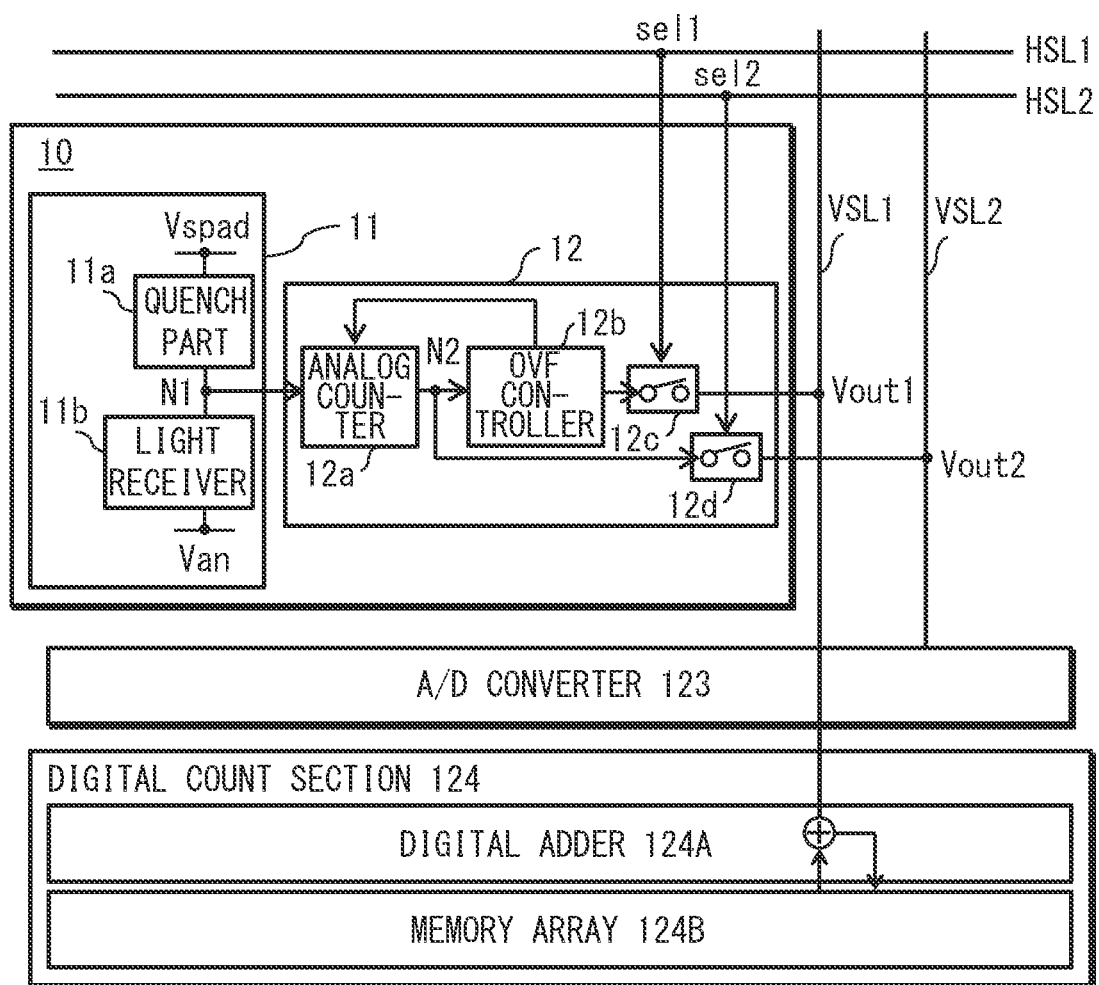 sel1
HSL1
sel2
HSL2
10
VSL1
VSL2
Vspad
11
12
11a
QUENCH
PART
12b
N1
ANALOG
COUN-
TER
N2
OVF
CON-
TROLLER
Vout1
11b
LIGHT
RECEIVER
12a
12c
Vout2
12d
Van
A/D CONVERTER 123
DIGITAL COUNT SECTION 124
DIGITAL ADDER 124A
MEMORY ARRAY 124B